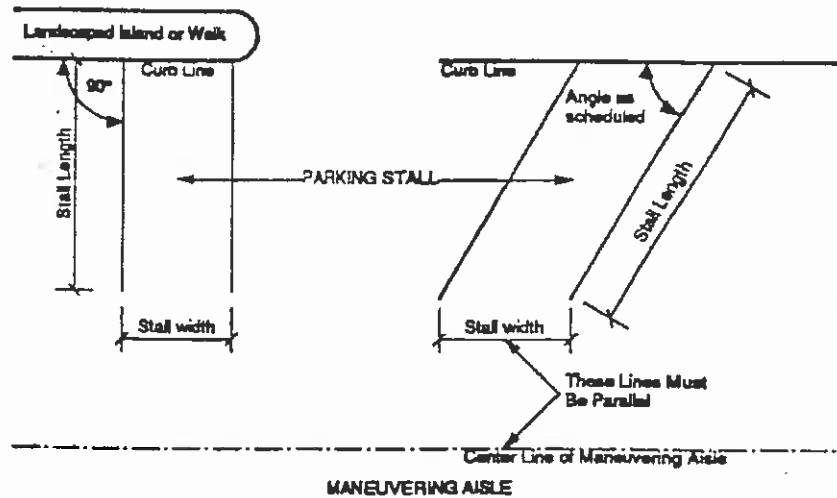 Landscaped Island or Walk
Curb Line
90°
Stall Length
Curb Line
Angle as
scheduled
Stall Length
PARKING STALL
Stall width
Stall width
These Lines Must
Be Parallel
Center Line of Maneuvering Aisle
MANEUVERING AISLE